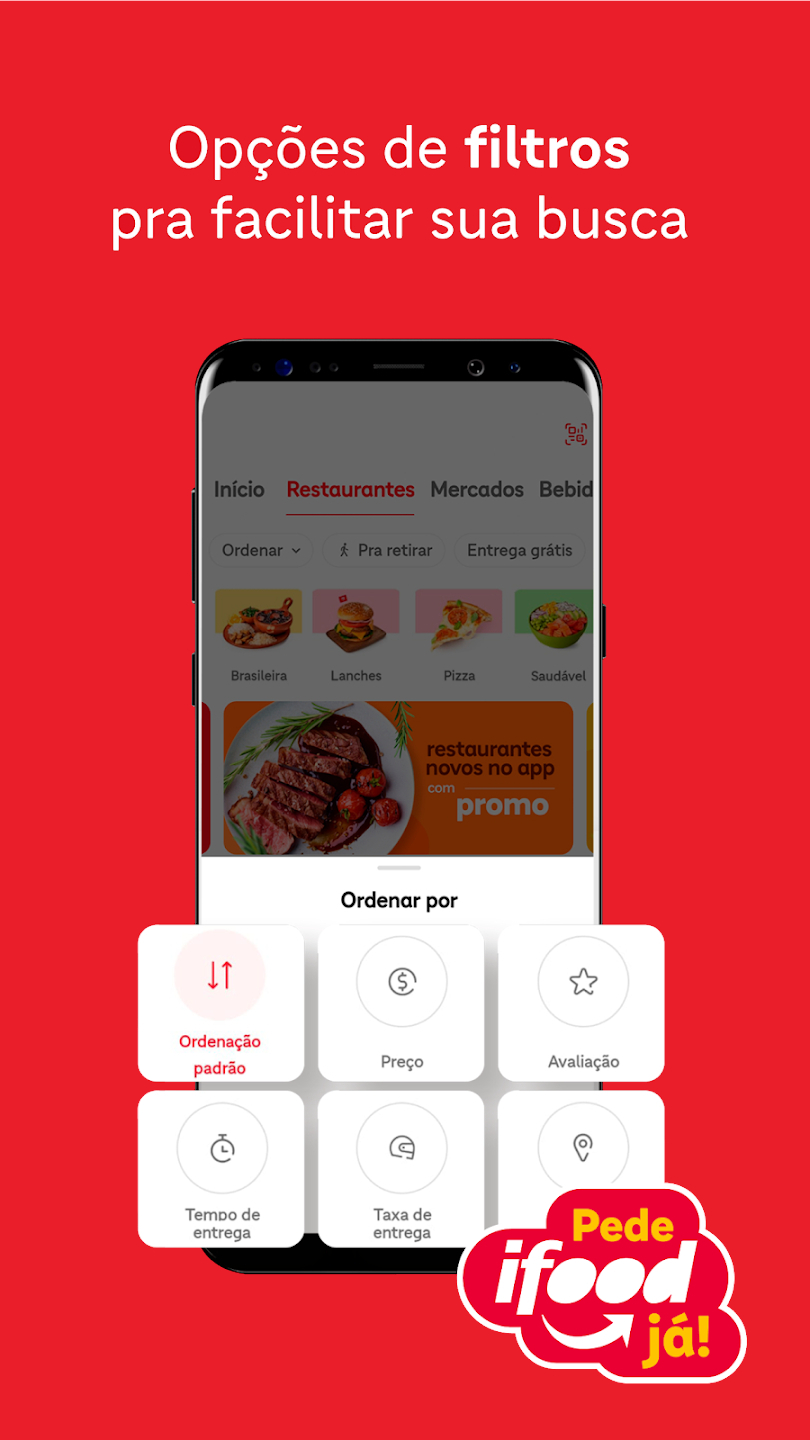 Opções de filtros
pra facilitar sua busca
Início Restaurantes Mercados Bebid
Ordenar Pra retirar Entrega grátis
Brasileira Lanches Pizza Saudável
restaurantes
novos no app
com
promo
Ordenar por
Ordenação
padrão
Preço
Avaliação
Tempo de
entrega
Taxa de
entrega
Pede
ifood
já!